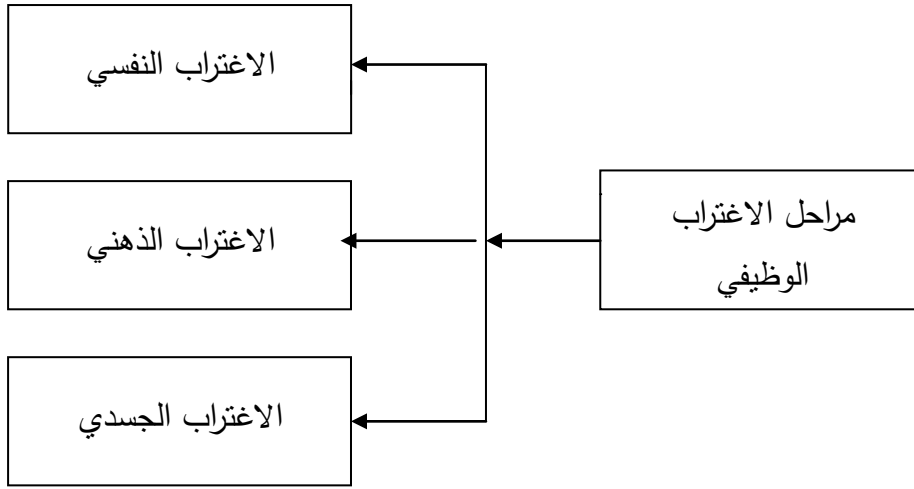 مراحل الاغتراب
الوظيفي
الاغتراب النفسي
الاغتراب الذهني
الاغتراب الجسدي